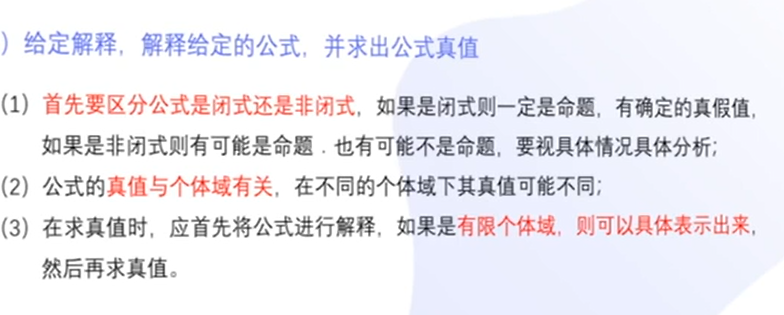 ）给定解释，解释给定的公式，并求出公式真值
(1) 首先要区分公式是闭式还是非闭式，如果是闭式则一定是命题，有确定的真假值，
如果是非闭式则有可能是命题．也有可能不是命题，要视具体情况具体分析;
(2) 公式的真值与个体域有关，在不同的个体域下其真值可能不同;
(3) 在求真值时，应首先将公式进行解释，如果是有限个体域，则可以具体表示出来，
然后再求真值。